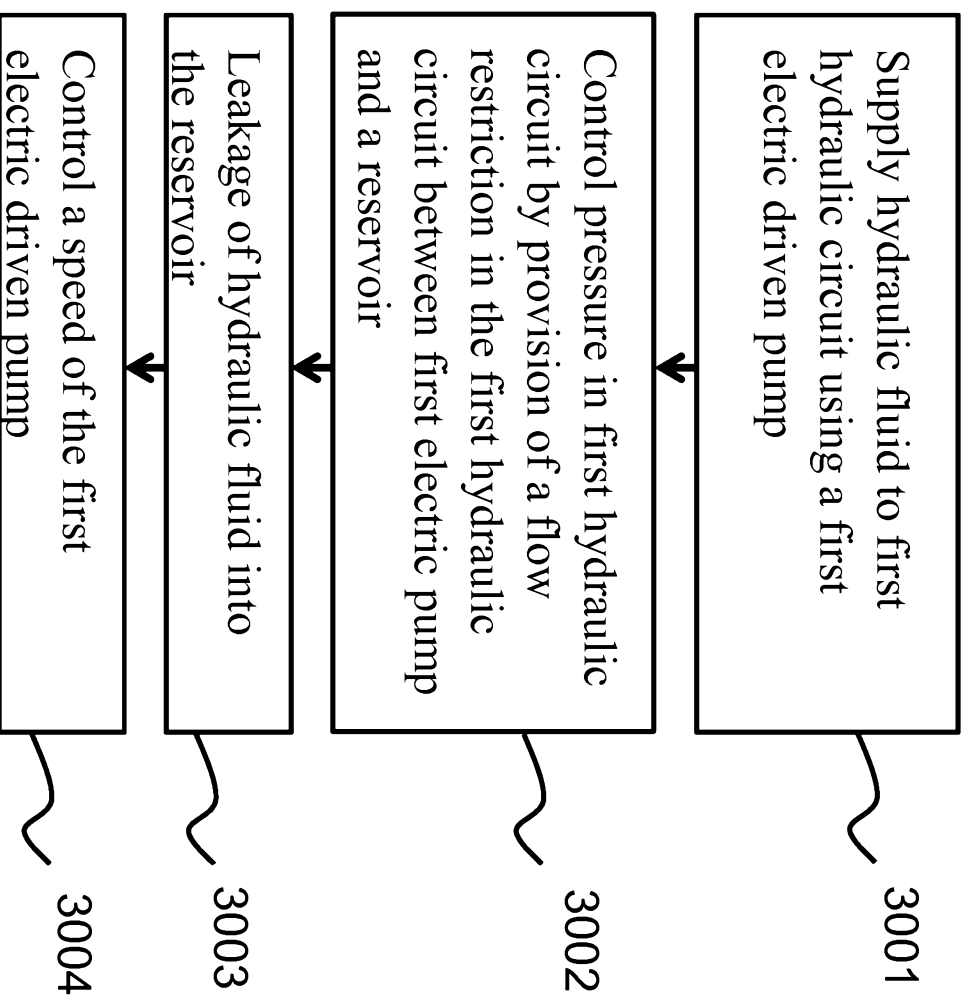 Supply hydraulic fluid to first
hydraulic circuit using a first
electric driven pump
3001
Control pressure in first hydraulic
circuit by provision of a flow
restriction in the first hydraulic
circuit between first electric pump
and a reservoir
3002
Leakage of hydraulic fluid into
the reservoir
3003
Control a speed of the first
electric driven pump
3004